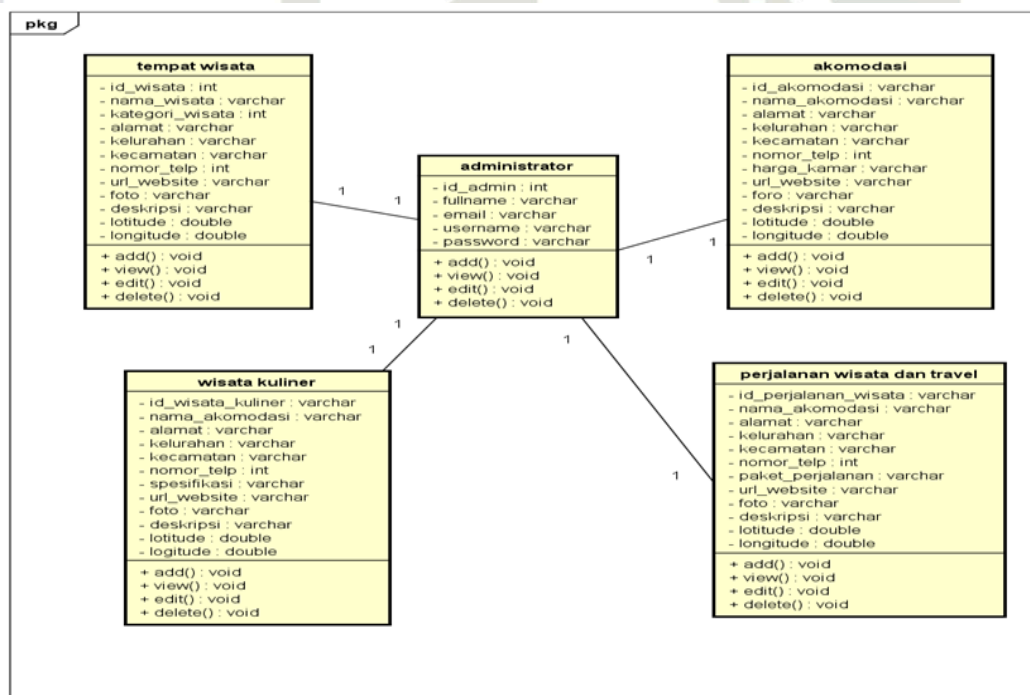 pkg
tempat wisata
- id_wisata : int
- nama_wisata : varchar
- kategori_wisata : int
- alamat : varchar
- kelurahan : varchar
- kecamatan : varchar
- nomor_telp : int
- url_website : varchar
- foto : varchar
- deskripsi : varchar
- lotitude : double
- longitude : double
+ add() : void
+ view() : void
+ edit() : void
+ delete() : void
akomodasi
- id_akomodasi : varchar
- nama_akomodasi : varchar
- alamat : varchar
- kelurahan : varchar
- kecamatan : varchar
- nomor_telp : int
- harga_kamar : varchar
- url_website : varchar
- foro : varchar
- deskripsi : varchar
- lotitude : double
- longitude : double
+ add() : void
+ view() : void
+ edit() : void
+ delete() : void
administrator
- id_admin : int
- fullname : varchar
- email : varchar
- username : varchar
- password : varchar
+ add() : void
+ view() : void
+ edit() : void
+ delete() : void
1
1
1
1
1
1
1
1
wisata kuliner
- id_wisata_kuliner : varchar
- nama_akomodasi : varchar
- alamat : varchar
- kelurahan : varchar
- kecamatan : varchar
- nomor_telp : int
- spesifikasi : varchar
- url_website : varchar
- foto : varchar
- deskripsi : varchar
- lotitude : double
- logitude : double
+ add() : void
+ view() : void
+ edit() : void
+ delete() : void
perjalanan wisata dan travel
- id_perjalanan_wisata : varchar
- nama_akomodasi : varchar
- alamat : varchar
- kelurahan : varchar
- kecamatan : varchar
- nomor_telp : int
- paket_perjalanan : varchar
- url_website : varchar
- foto : varchar
- deskripsi : varchar
- lotitude : double
- longitude : double
+ add() : void
+ view() : void
+ edit() : void
+ delete() : void